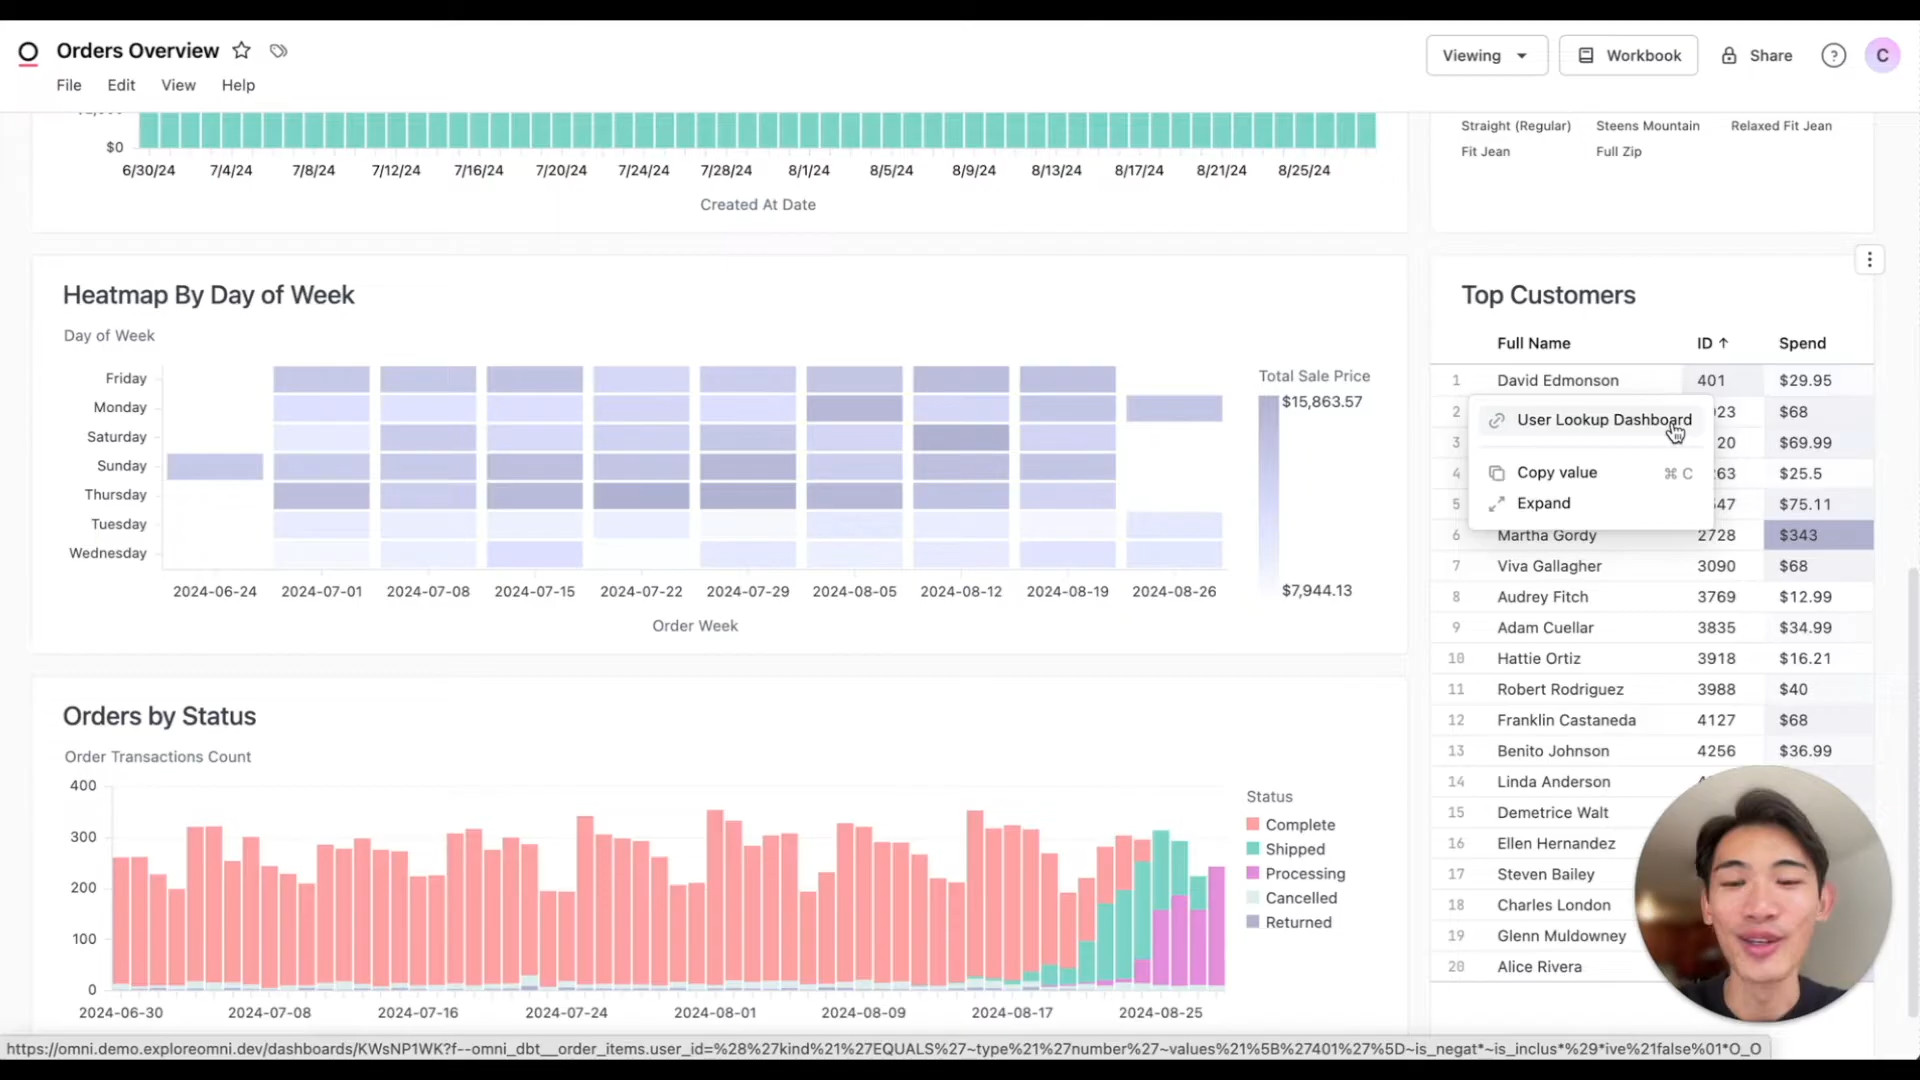 Orders Overview
Viewing
Workbook
Share
?
C
File Edit View Help
$0
6/30/24 7/4/24 7/8/24 7/12/24 7/16/24 7/20/24 7/24/24 7/28/24 8/1/24 8/5/24 8/9/24 8/13/24 8/17/24 8/21/24 8/25/24
Created At Date
Straight (Regular) Steens Mountain Relaxed Fit Jean
Fit Jean Full Zip
Heatmap By Day of Week
Day of Week
Friday
Monday
Saturday
Sunday
Thursday
Tuesday
Wednesday
2024-06-24 2024-07-01 2024-07-08 2024-07-15 2024-07-22 2024-07-29 2024-08-05 2024-08-12 2024-08-19 2024-08-26
Order Week
Total Sale Price
$15,863.57
$7,944.13
Top Customers
Full Name ID ↑ Spend
1 David Edmonson 401 $29.95
2 23 $68
3 20 $69.99
4 63 $25.5
5 47 $75.11
User Lookup Dashboard
Copy value ⌘ C
Expand
6 Martha Gordy 2728 $343
7 Viva Gallagher 3090 $68
8 Audrey Fitch 3769 $12.99
9 Adam Cuellar 3835 $34.99
10 Hattie Ortiz 3918 $16.21
11 Robert Rodriguez 3988 $40
12 Franklin Castaneda 4127 $68
13 Benito Johnson 4256 $36.99
14 Linda Anderson
15 Demetrice Walt
16 Ellen Hernandez
17 Steven Bailey
18 Charles London
19 Glenn Muldowney
20 Alice Rivera
Orders by Status
Order Transactions Count
400
300
200
100
0
2024-06-30 2024-07-08 2024-07-16 2024-07-24 2024-08-01 2024-08-09 2024-08-17 2024-08-25
Status
Complete
Shipped
Processing
Cancelled
Returned
https://omni.demo.exploreomni.dev/dashboards/KWsNP1WK?f--omni_dbt__order_items.user_id=%28%27kind%21%27EQUALS%27~type%21%27number%27~values%21%5B%27401%27%5D~is_negat*~is_inclus*%29*ive%21false%01*O_O